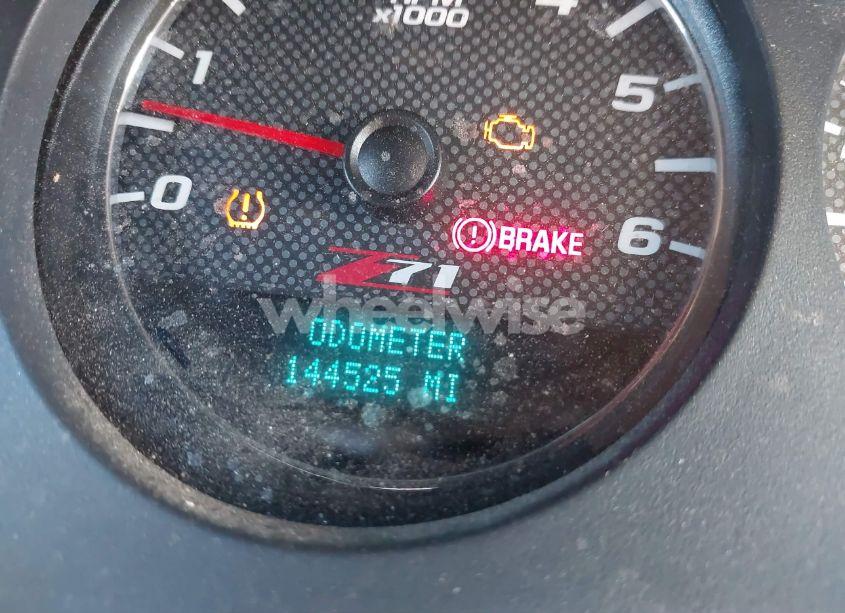 x1000
4
1
5
0
BRAKE
6
Z71
wheelwise
ODOMETER
144525 MI